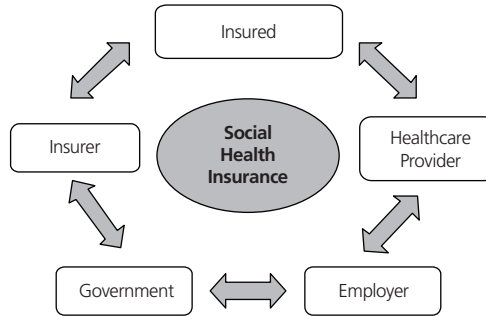 Insured
Insurer
Social
Health
Insurance
Healthcare
Provider
Government
Employer